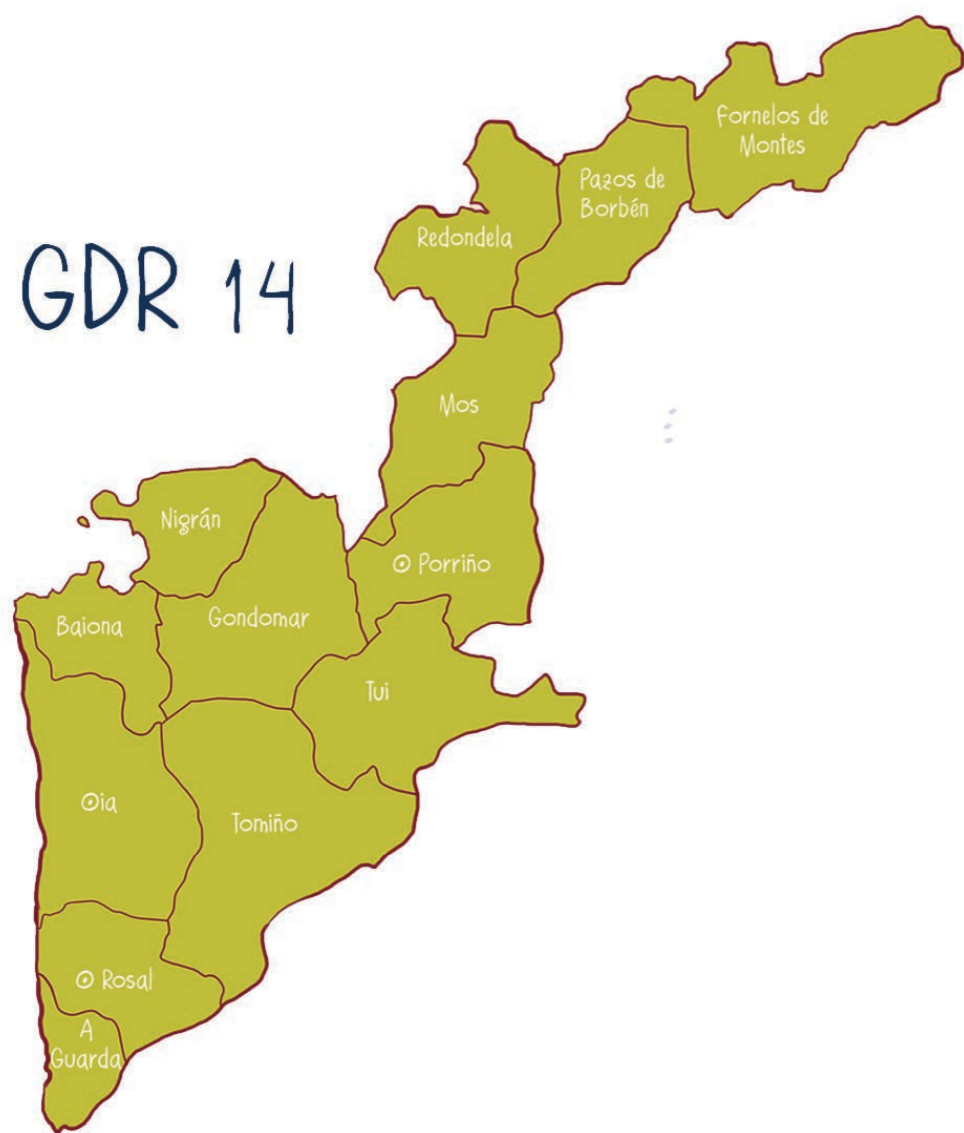 Fornelos de
Montes
Pazos de
Borbén
Redondela
GDR 14
Mos
Nigrán
O Porriño
Gondomar
Baiona
Tui
Oia
Tomiño
O Rosal
A
Guarda